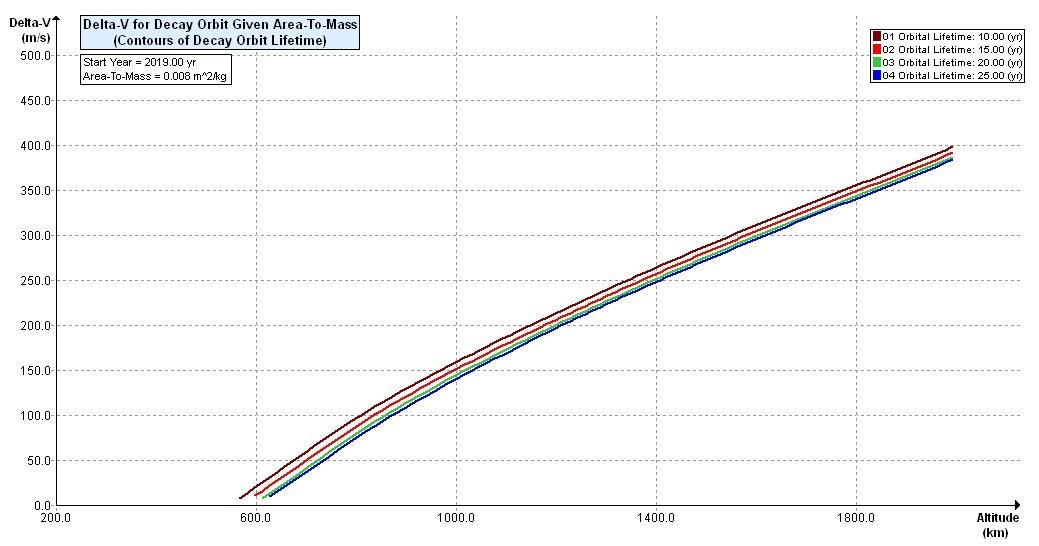 Delta-V
(m/s)
Delta-V for Decay Orbit Given Area-To-Mass
(Contours of Decay Orbit Lifetime)
Start Year = 2019.00 yr
Area-To-Mass = 0.008 m^2/kg
01 Orbital Lifetime: 10.00 (yr)
02 Orbital Lifetime: 15.00 (yr)
03 Orbital Lifetime: 20.00 (yr)
04 Orbital Lifetime: 25.00 (yr)
500.0
450.0
400.0
350.0
300.0
250.0
200.0
150.0
100.0
50.0
0.0
200.0 600.0 1000.0 1400.0 1800.0
Altitude
(km)